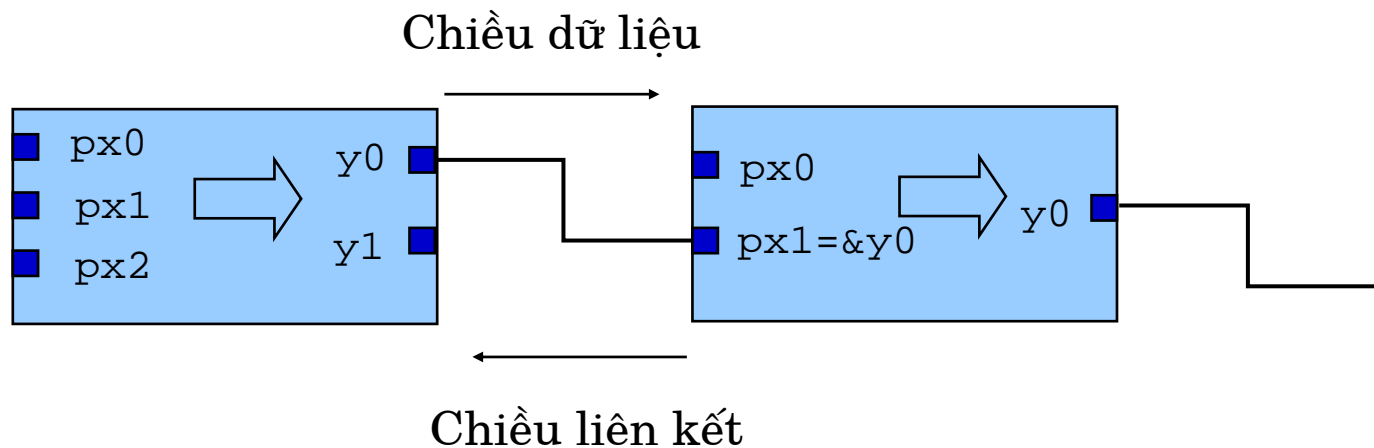 Chiều dữ liệu
px0
px1
px2
y0
y1
px0
px1=&y0
y0
Chiều liên kết